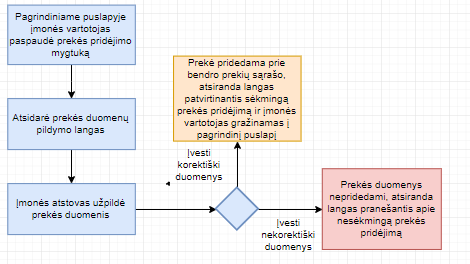 Pagrindiniame puslapyje
įmonės vartotojas
paspaudė prekės pridėjimo
mygtuką
Atsidarė prekės duomenų
pildymo langas
Įmonės atstovas užpildė
prekės duomenis
Prekė pridedama prie
bendro prekių sąrašo,
atsiranda langas
patvirtinantis sėkmingą
prekės pridėjimą ir įmonės
vartotojas gražinamas į
pagrindinį puslapį
Įvesti
korektiški
duomenys
Įvesti
nekorektiški
duomenys
Prekės duomenys
nepridedami, atsiranda
langas pranešantis apie
nesėkmingą prekės
pridėjimą